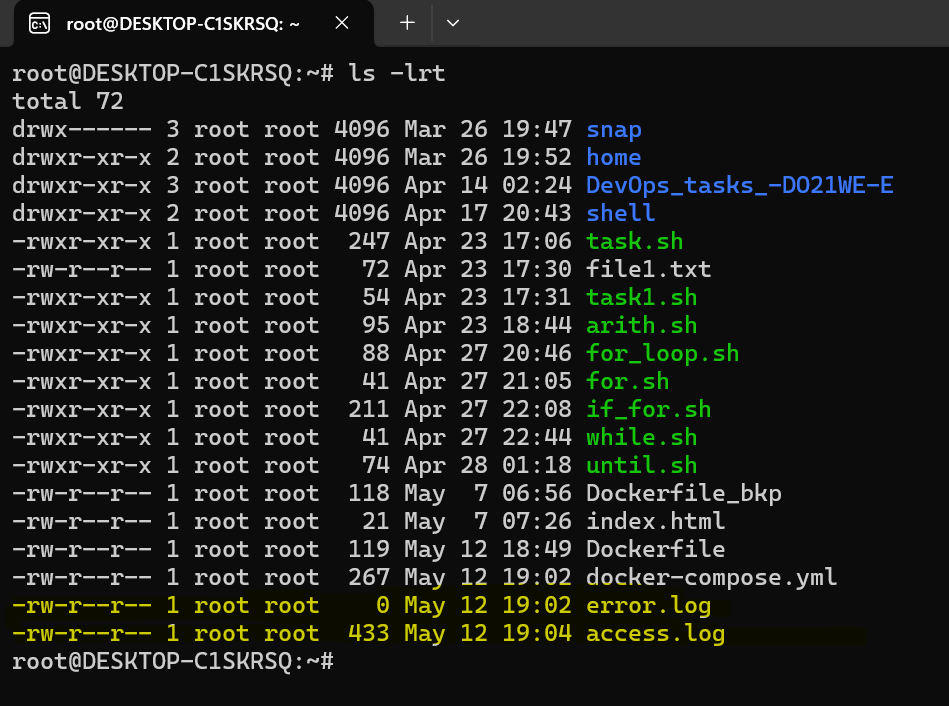 root@DESKTOP-C1SKRSQ: ~
root@DESKTOP-C1SKRSQ:~# ls -lrt
total 72
drwx------ 3 root root 4096 Mar 26 19:47 snap
drwxr-xr-x 2 root root 4096 Mar 26 19:52 home
drwxr-xr-x 3 root root 4096 Apr 14 02:24 DevOps_tasks_-DO21WE-E
drwxr-xr-x 2 root root 4096 Apr 17 20:43 shell
-rwxr-xr-x 1 root root  247 Apr 23 17:06 task.sh
-rw-r--r-- 1 root root   72 Apr 23 17:30 file1.txt
-rwxr-xr-x 1 root root   54 Apr 23 17:31 task1.sh
-rwxr-xr-x 1 root root   95 Apr 23 18:44 arith.sh
-rwxr-xr-x 1 root root   88 Apr 27 20:46 for_loop.sh
-rwxr-xr-x 1 root root   41 Apr 27 21:05 for.sh
-rwxr-xr-x 1 root root  211 Apr 27 22:08 if_for.sh
-rwxr-xr-x 1 root root   41 Apr 27 22:44 while.sh
-rwxr-xr-x 1 root root   74 Apr 28 01:18 until.sh
-rw-r--r-- 1 root root  118 May  7 06:56 Dockerfile_bkp
-rw-r--r-- 1 root root   21 May  7 07:26 index.html
-rw-r--r-- 1 root root  119 May 12 18:49 Dockerfile
-rw-r--r-- 1 root root  267 May 12 19:02 docker-compose.yml
-rw-r--r-- 1 root root    0 May 12 19:02 error.log
-rw-r--r-- 1 root root  433 May 12 19:04 access.log
root@DESKTOP-C1SKRSQ:~#